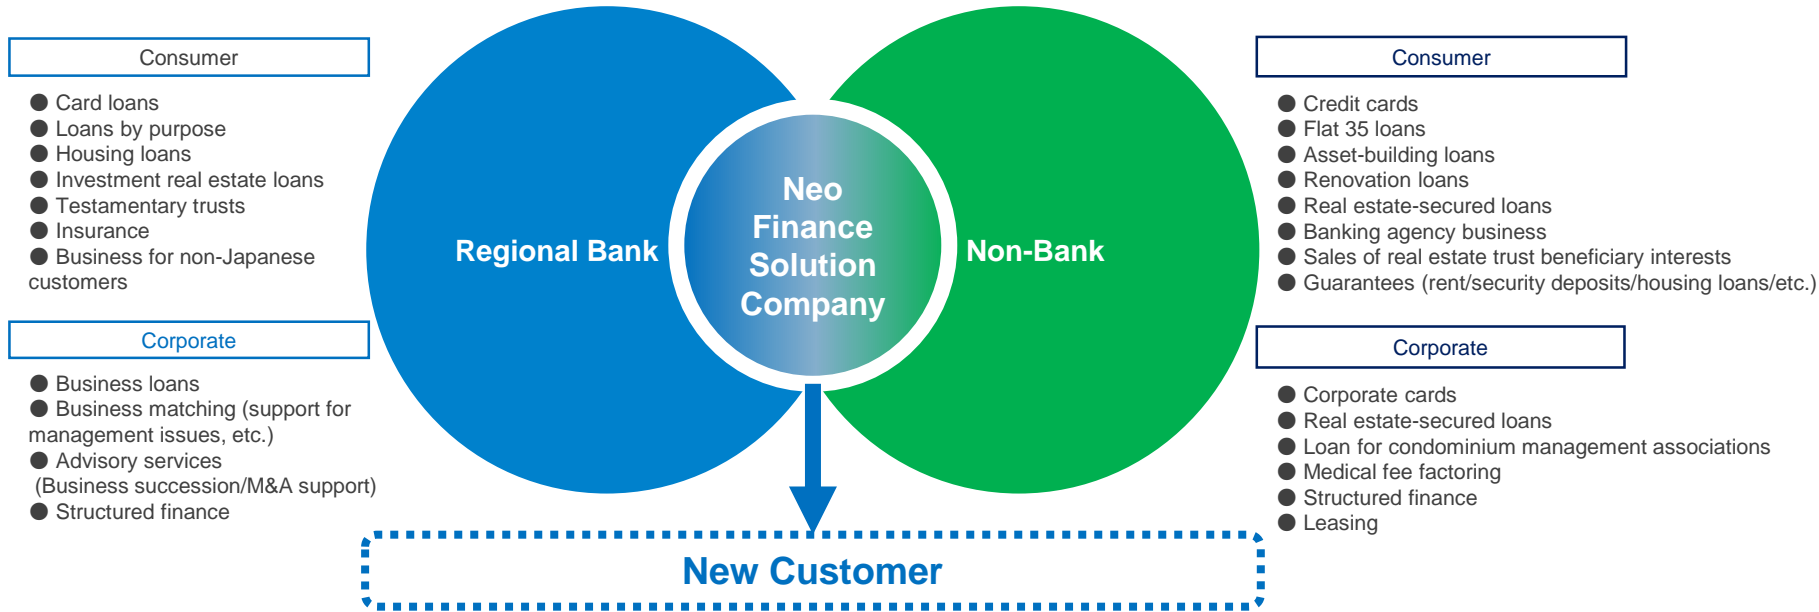 Consumer
● Card loans
● Loans by purpose
● Housing loans
● Investment real estate loans
● Testamentary trusts
● Insurance
● Business for non-Japanese
customers
Corporate
● Business loans
● Business matching (support for
management issues, etc.)
● Advisory services
(Business succession/M&A support)
● Structured finance
Regional Bank
Neo
Finance
Solution
Company
Non-Bank
New Customer
Consumer
● Credit cards
● Flat 35 loans
● Asset-building loans
● Renovation loans
● Real estate-secured loans
● Banking agency business
● Sales of real estate trust beneficiary interests
● Guarantees (rent/security deposits/housing loans/etc.)
Corporate
● Corporate cards
● Real estate-secured loans
● Loan for condominium management associations
● Medical fee factoring
● Structured finance
● Leasing